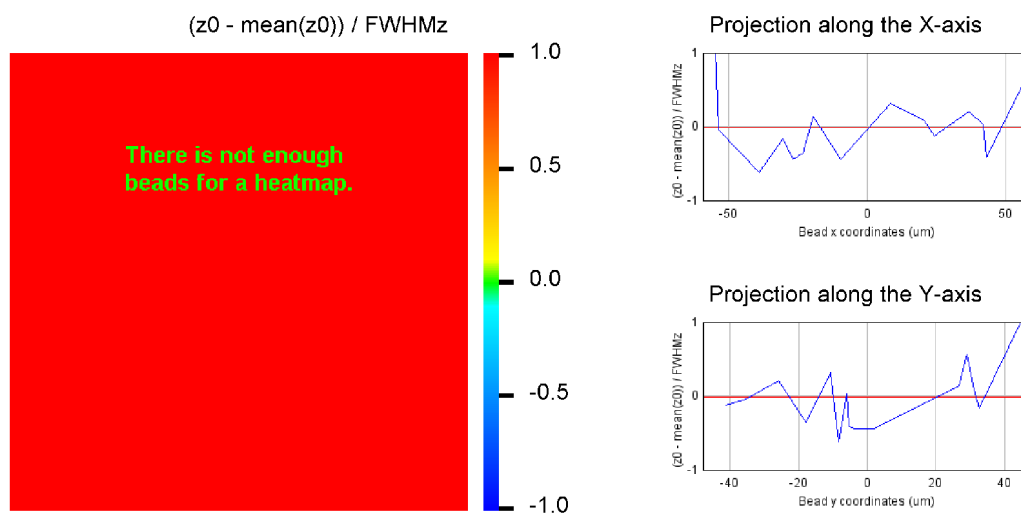 (z0 - mean(z0)) / FWHMz
There is not enough
beads for a heatmap.
1.0
0.5
0.0
-0.5
-1.0
Projection along the X-axis
(z0 - mean(z0)) / FWHMz
1
0
-1
-50
0
50
Bead x coordinates (um)
Projection along the Y-axis
(z0 - mean(z0)) / FWHMz
1
0
-1
-40
-20
0
20
40
Bead y coordinates (um)